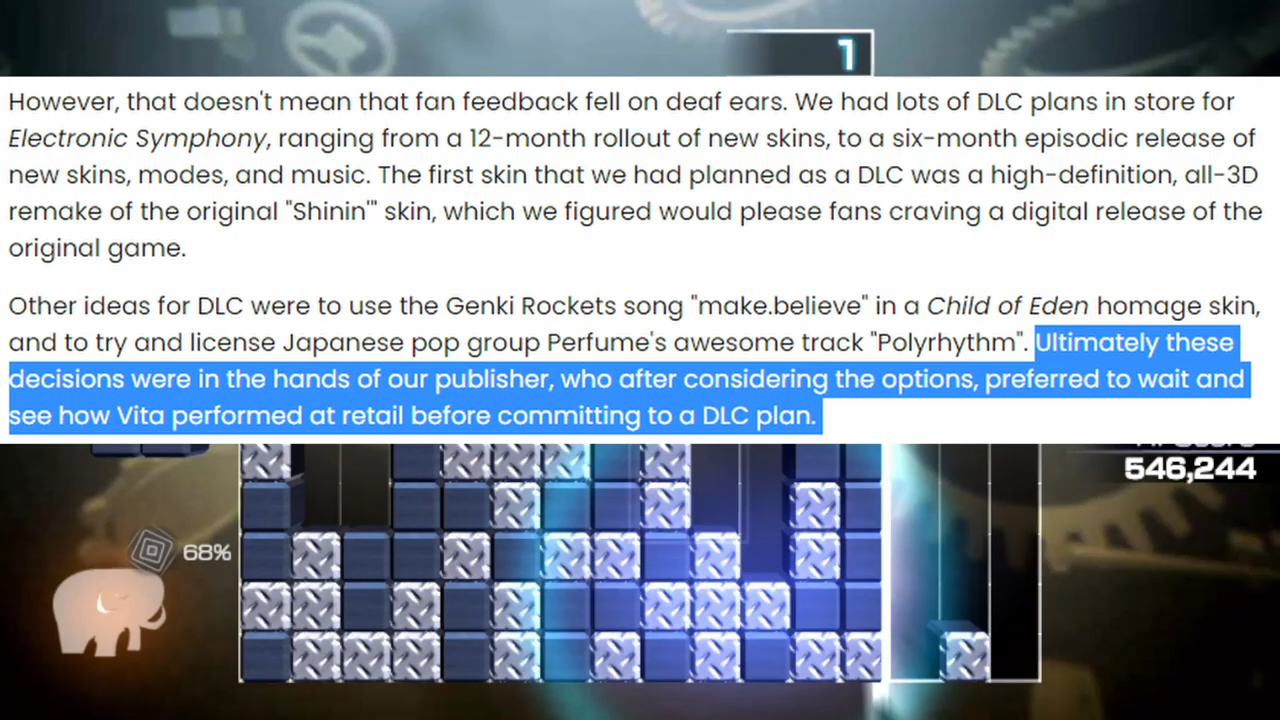 1
However, that doesn't mean that fan feedback fell on deaf ears. We had lots of DLC plans in store for
Electronic Symphony, ranging from a 12-month rollout of new skins, to a six-month episodic release of
new skins, modes, and music. The first skin that we had planned as a DLC was a high-definition, all-3D
remake of the original "Shinin'" skin, which we figured would please fans craving a digital release of the
original game.
Other ideas for DLC were to use the Genki Rockets song "make.believe" in a Child of Eden homage skin,
and to try and license Japanese pop group Perfume's awesome track "Polyrhythm". Ultimately these
decisions were in the hands of our publisher, who after considering the options, preferred to wait and
see how Vita performed at retail before committing to a DLC plan.
546,244
68%